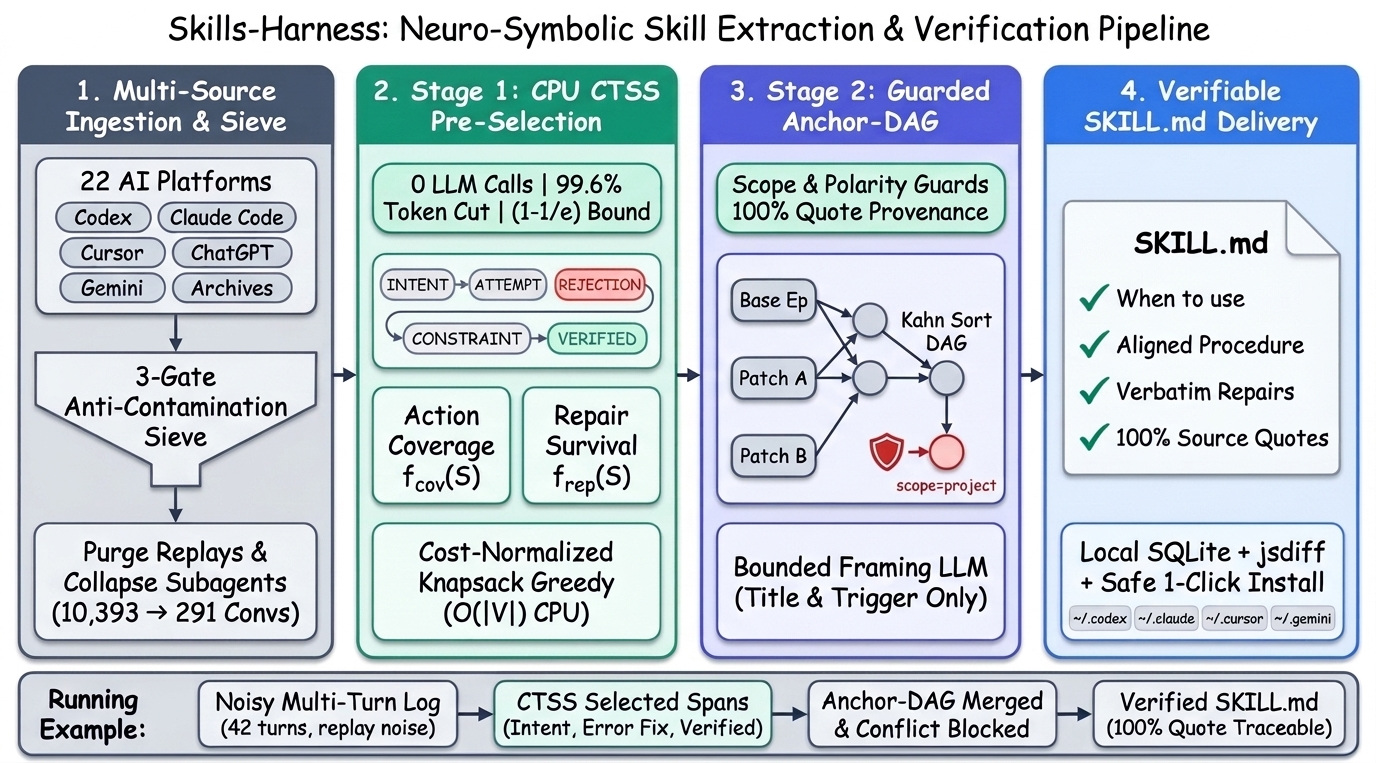 Skills-Harness: Neuro-Symbolic Skill Extraction & Verification Pipeline
1. Multi-Source
Ingestion & Sieve
22 AI Platforms
Codex
Claude Code
Cursor
ChatGPT
Gemini
Archives
3-Gate
Anti-Contamination
Sieve
Purge Replays &
Collapse Subagents
(10,393 → 291 Convs)
2. Stage 1: CPU CTSS
Pre-Selection
0 LLM Calls | 99.6%
Token Cut | (1-1/e) Bound
INTENT
ATTEMPT
REJECTION
CONSTRAINT
VERIFIED
Action
Coverage
f_cov(S)
Repair
Survival
f_rep(S)
Cost-Normalized
Knapsack Greedy
(O(|V|) CPU)
3. Stage 2: Guarded
Anchor-DAG
Scope & Polarity Guards
100% Quote Provenance
Base Ep
Patch A
Patch B
Kahn Sort
DAG
scope=project
Bounded Framing LLM
(Title & Trigger Only)
4. Verifiable
SKILL.md Delivery
SKILL.md
When to use
Aligned Procedure
Verbatim Repairs
100% Source Quotes
Local SQLite + jsdiff
+ Safe 1-Click Install
~/.codex
~/.claude
~/.cursor
~/.gemini
Running
Example:
Noisy Multi-Turn Log
(42 turns, replay noise)
CTSS Selected Spans
(Intent, Error Fix, Verified)
Anchor-DAG Merged
& Conflict Blocked
Verified SKILL.md
(100% Quote Traceable)